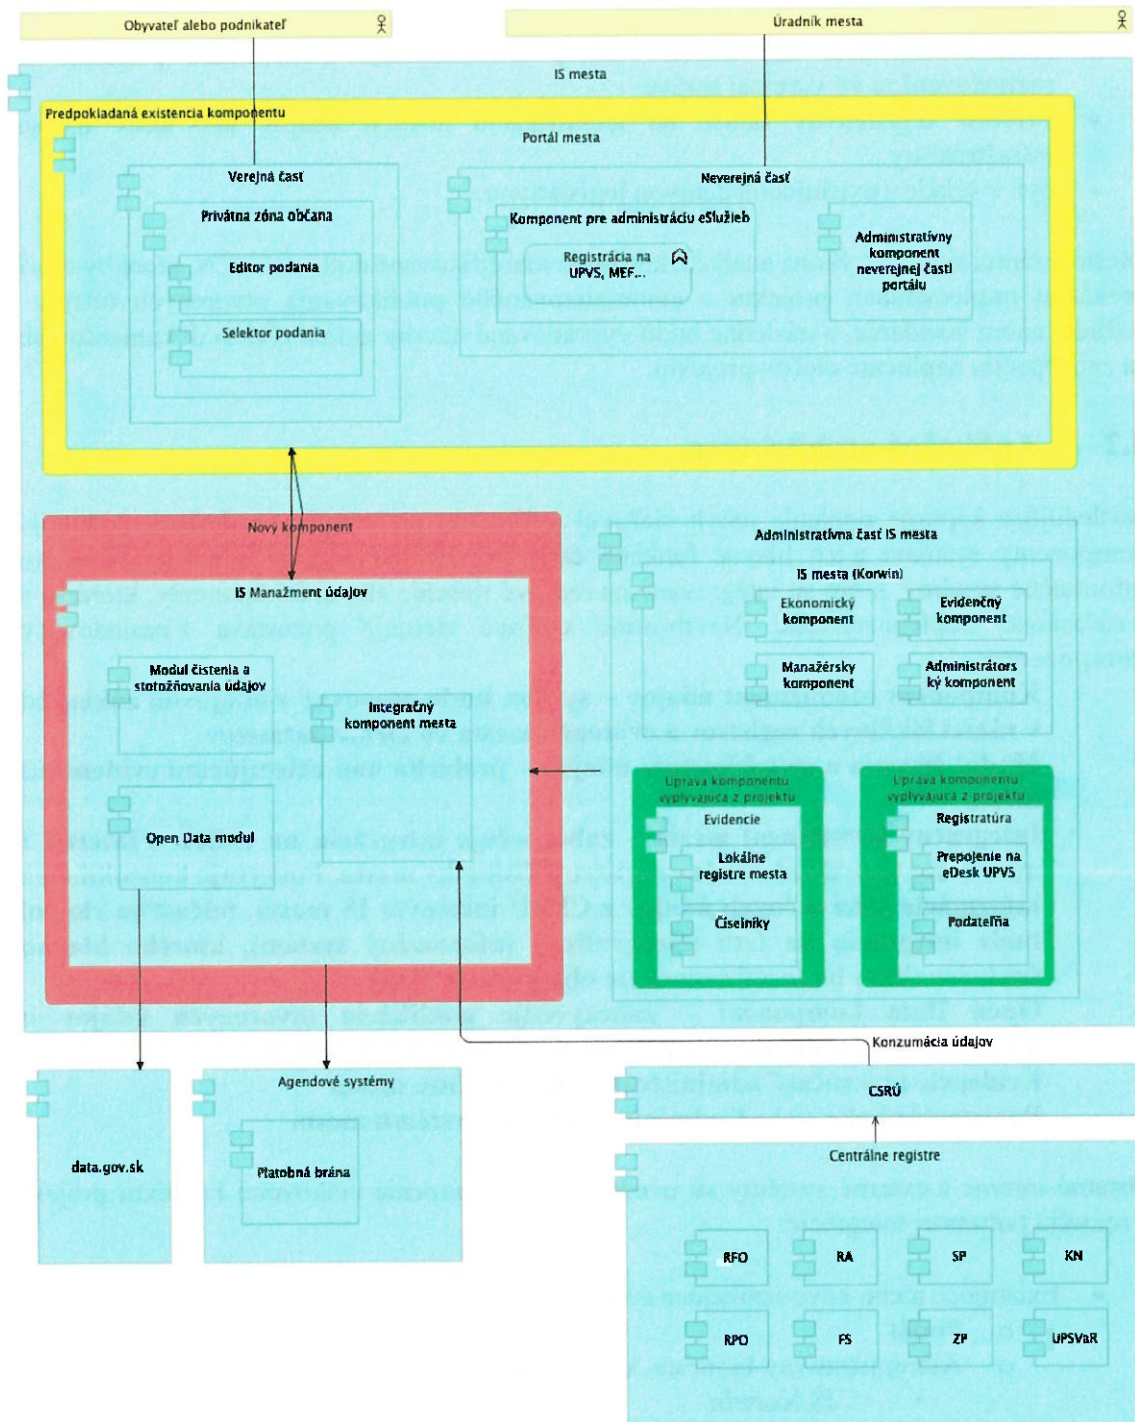 Obyvateľ alebo podnikateľ
Úradník mesta
IS mesta
Predpokladaná existencia komponentu
Portál mesta
Verejná časť
Privátna zóna občana
Editor podania
Selektor podania
Neverejná časť
Komponent pre administráciu eSlužieb
Registrácia na
UPVS, MEF...
Administratívny
komponent
neverejnej časti
portálu
Nový komponent
IS Manažment údajov
Modul čistenia a
stotožňovania údajov
Integračný
komponent mesta
Open Data modul
Administratívna časť IS mesta
IS mesta (Korwin)
Ekonomický
komponent
Evidenčný
komponent
Manažérsky
komponent
Administrátors
ký komponent
Uprava komponentu
vyplývajúca z projektu
Evidencie
Lokálne
registre mesta
Číselníky
Uprava komponentu
vyplývajúca z projektu
Registratúra
Prepojenie na
eDesk UPVS
Podateľňa
Konzumácia údajov
CSRÚ
data.gov.sk
Agendové systémy
Platobná brána
Centrálne registre
RFO
RA
SP
KN
RPO
FS
ZP
UPSVaR